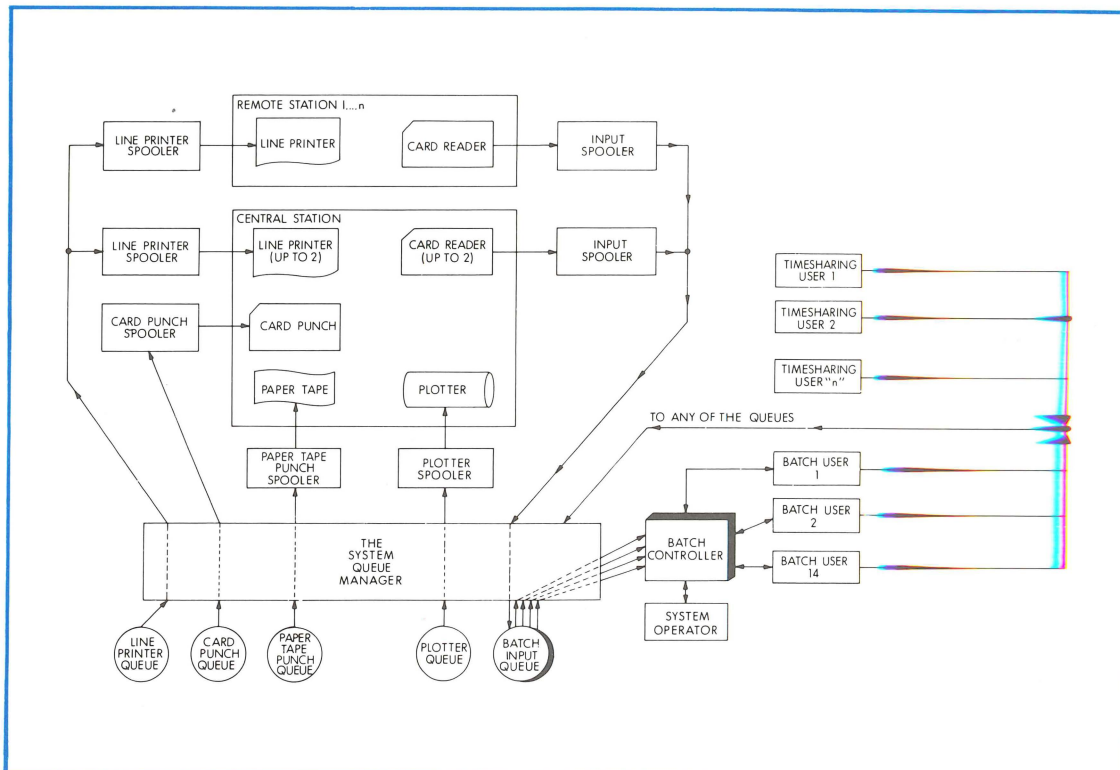 REMOTE STATION 1....n
LINE PRINTER
SPOOLER
LINE PRINTER
CARD READER
INPUT
SPOOLER
CENTRAL STATION
LINE PRINTER
SPOOLER
LINE PRINTER
(UP TO 2)
CARD READER
(UP TO 2)
INPUT
SPOOLER
CARD PUNCH
SPOOLER
CARD PUNCH
PAPER TAPE
PLOTTER
PAPER TAPE
PUNCH
SPOOLER
PLOTTER
SPOOLER
TIMESHARING
USER 1
TIMESHARING
USER 2
TIMESHARING
USER "n"
TO ANY OF THE QUEUES
BATCH USER
1
BATCH USER
2
BATCH USER
14
BATCH
CONTROLLER
SYSTEM
OPERATOR
THE
SYSTEM
QUEUE
MANAGER
LINE
PRINTER
QUEUE
CARD
PUNCH
QUEUE
PAPER
TAPE
PUNCH
QUEUE
PLOTTER
QUEUE
BATCH
INPUT
QUEUE